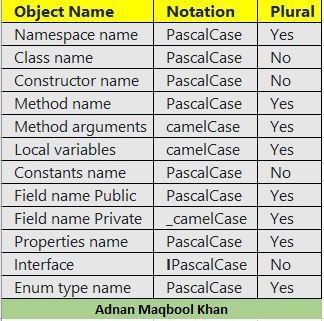 Object Name Notation Plural
Namespace name PascalCase Yes
Class name PascalCase No
Constructor name PascalCase No
Method name PascalCase Yes
Method arguments camelCase Yes
Local variables camelCase Yes
Constants name PascalCase No
Field name Public PascalCase Yes
Field name Private _camelCase Yes
Properties name PascalCase Yes
Interface IPascalCase No
Enum type name PascalCase Yes
Adnan Maqbool Khan